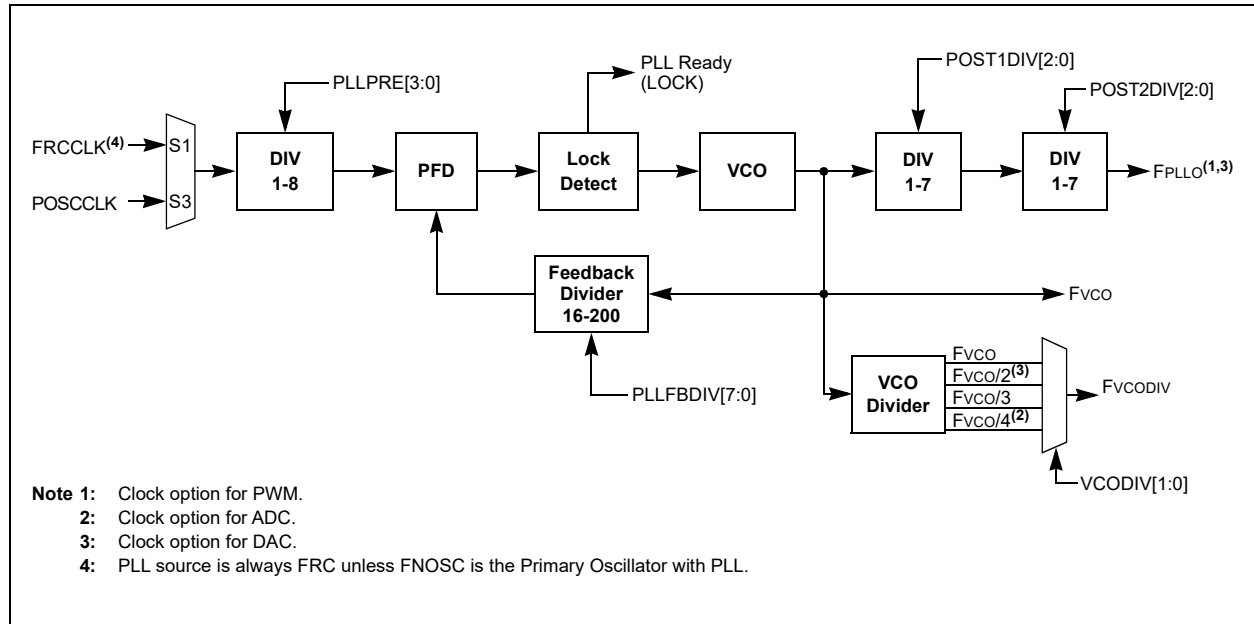 PLLPRE[3:0]
PLL Ready
(LOCK)
POST1DIV[2:0]
POST2DIV[2:0]
FRCCLK(4)
S1
POSCCLK
S3
DIV
1-8
PFD
Lock
Detect
VCO
DIV
1-7
DIV
1-7
FPLLO(1,3)
Feedback
Divider
16-200
FVCO
PLLFBDIV[7:0]
VCO
Divider
FVCO
FVCO/2(3)
FVCO/3
FVCO/4(2)
FVCODIV
VCODIV[1:0]
Note 1: Clock option for PWM.
2: Clock option for ADC.
3: Clock option for DAC.
4: PLL source is always FRC unless FNOSC is the Primary Oscillator with PLL.